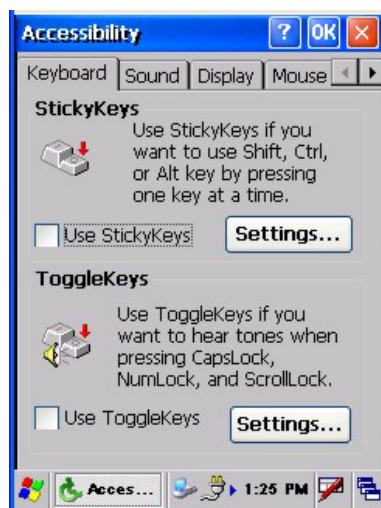 Accessibility ? OK ×
Keyboard Sound Display Mouse
StickyKeys
Use StickyKeys if you
want to use Shift, Ctrl,
or Alt key by pressing
one key at a time.
Use StickyKeys Settings...
ToggleKeys
Use ToggleKeys if you
want to hear tones when
pressing CapsLock,
NumLock, and ScrollLock.
Use ToggleKeys Settings...
Acces... 1:25 PM